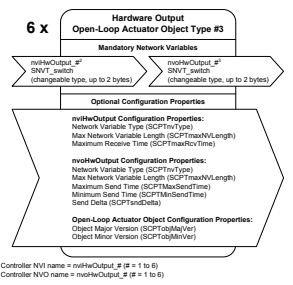 6 x
Hardware Output
Open-Loop Actuator Object Type #3
Mandatory Network Variables
nviHwOutput_#²
SNVT_switch
(changeable type, up to 2 bytes)
nvoHwOutput_#³
SNVT_switch
(changeable type, up to 2 bytes)
Optional Configuration Properties
nviHwOutput Configuration Properties:
Network Variable Type (SCPTnvType)
Max Network Variable Length (SCPTmaxNVLength)
Maximum Receive Time (SCPTmaxRcvTime)
nvoHwOutput Configuration Properties:
Network Variable Type (SCPTnvType)
Max Network Variable Length (SCPTmaxNVLength)
Maximum Send Time (SCPTMaxSendTime)
Minimum Send Time (SCPTMinSendTime)
Send Delta (SCPTsndDelta)
Open-Loop Actuator Object Configuration Properties:
Object Major Version (SCPTobjMajVer)
Object Minor Version (SCPTobjMinVer)
Controller NVI name = nviHwOutput_# (# = 1 to 6)
Controller NVO name = nvoHwOutput_# (# = 1 to 6)